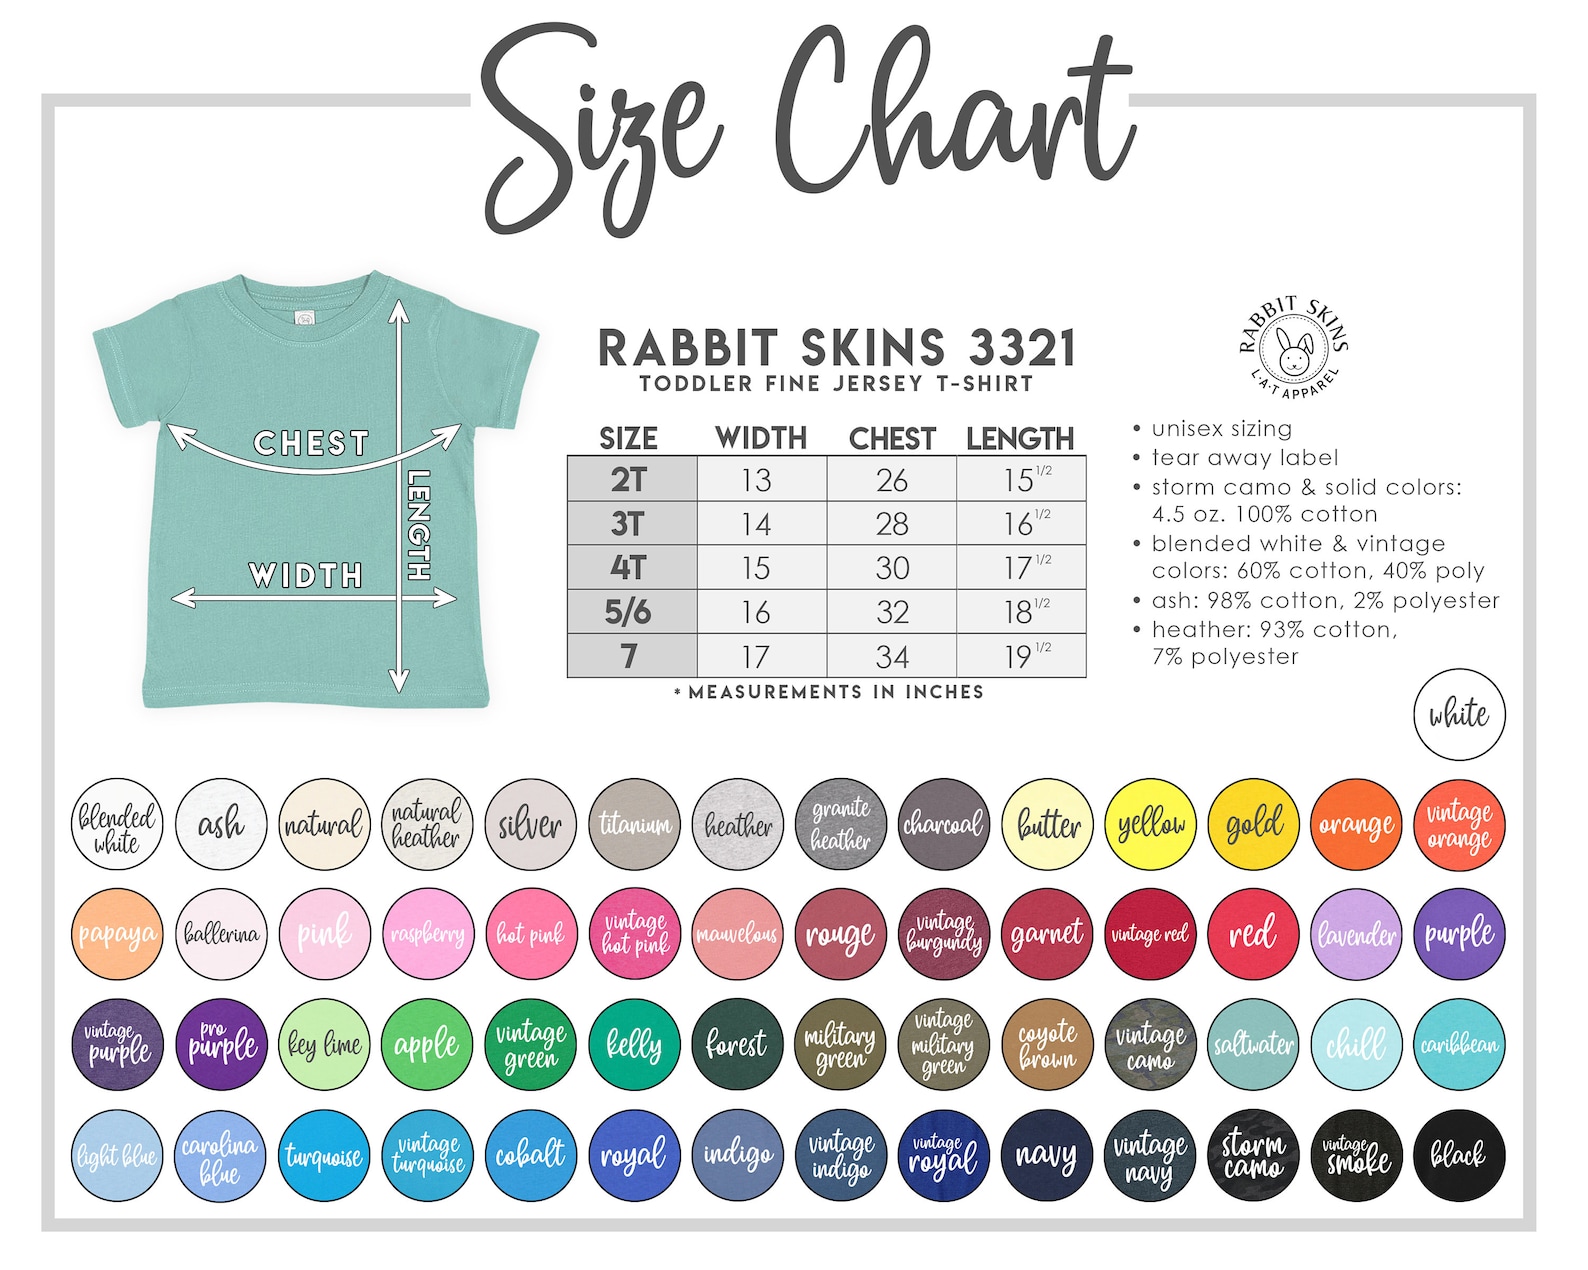 Size Chart
RABBIT SKINS
L·A·T APPAREL
CHEST
LENGTH
WIDTH
RABBIT SKINS 3321
TODDLER FINE JERSEY T-SHIRT
SIZE WIDTH CHEST LENGTH
2T 13 26 15 1/2
3T 14 28 16 1/2
4T 15 30 17 1/2
5/6 16 32 18 1/2
7 17 34 19 1/2
* MEASUREMENTS IN INCHES
• unisex sizing
• tear away label
• storm camo & solid colors:
4.5 oz. 100% cotton
• blended white & vintage
colors: 60% cotton, 40% poly
• ash: 98% cotton, 2% polyester
• heather: 93% cotton,
7% polyester
white
blended
white
ash
natural
natural
heather
silver
titanium
heather
granite
heather
charcoal
butter
yellow
gold
orange
vintage
orange
papaya
ballerina
pink
raspberry
hot pink
vintage
hot pink
mauvelous
rouge
vintage
burgundy
garnet
vintage red
red
lavender
purple
vintage
purple
pro
purple
key lime
apple
vintage
green
kelly
forest
military
green
vintage
military
green
coyote
brown
vintage
camo
saltwater
chill
caribbean
light blue
carolina
blue
turquoise
vintage
turquoise
cobalt
royal
indigo
vintage
indigo
vintage
royal
navy
vintage
navy
storm
camo
vintage
smoke
black